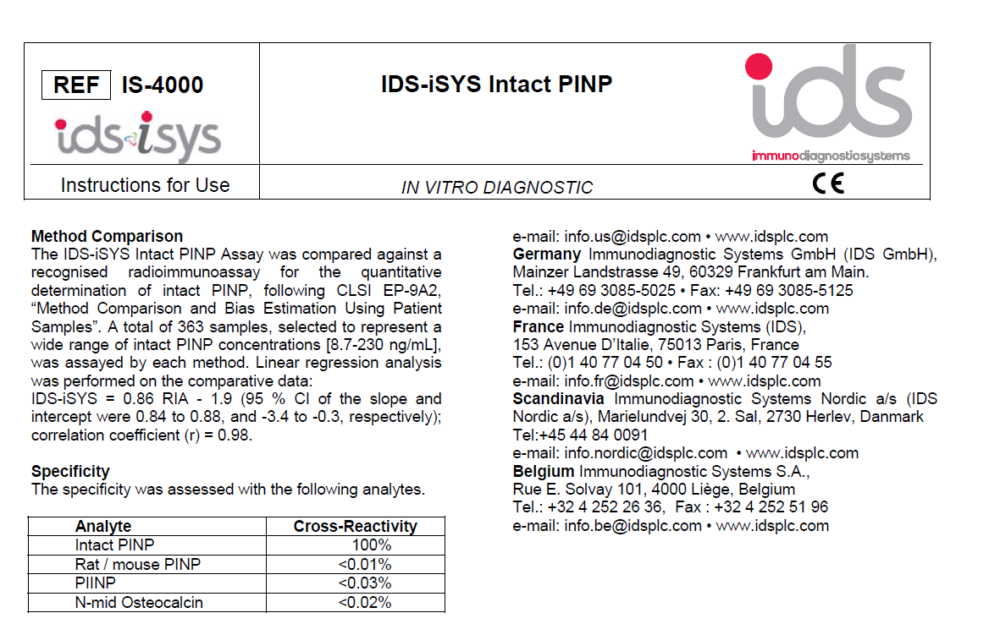 REF IS-4000
ids-isys
IDS-iSYS Intact PINP
ids
immunodiagnosticsystems
Instructions for Use
IN VITRO DIAGNOSTIC
CE
Method Comparison
The IDS-iSYS Intact PINP Assay was compared against a
recognised radioimmunoassay for the quantitative
determination of intact PINP, following CLSI EP-9A2,
“Method Comparison and Bias Estimation Using Patient
Samples”. A total of 363 samples, selected to represent a
wide range of intact PINP concentrations [8.7-230 ng/mL],
was assayed by each method. Linear regression analysis
was performed on the comparative data:
IDS-iSYS = 0.86 RIA - 1.9 (95 % CI of the slope and
intercept were 0.84 to 0.88, and -3.4 to -0.3, respectively);
correlation coefficient (r) = 0.98.
Specificity
The specificity was assessed with the following analytes.
Analyte Cross-Reactivity
Intact PINP 100%
Rat / mouse PINP <0.01%
PIINP <0.03%
N-mid Osteocalcin <0.02%
e-mail: info.us@idsplc.com • www.idsplc.com
Germany Immunodiagnostic Systems GmbH (IDS GmbH),
Mainzer Landstrasse 49, 60329 Frankfurt am Main.
Tel.: +49 69 3085-5025 • Fax: +49 69 3085-5125
e-mail: info.de@idsplc.com • www.idsplc.com
France Immunodiagnostic Systems (IDS),
153 Avenue D’Italie, 75013 Paris, France
Tel.: (0)1 40 77 04 50 • Fax : (0)1 40 77 04 55
e-mail: info.fr@idsplc.com • www.idsplc.com
Scandinavia Immunodiagnostic Systems Nordic a/s (IDS
Nordic a/s), Marielundvej 30, 2. Sal, 2730 Herlev, Danmark
Tel:+45 44 84 0091
e-mail: info.nordic@idsplc.com • www.idsplc.com
Belgium Immunodiagnostic Systems S.A.,
Rue E. Solvay 101, 4000 Liège, Belgium
Tel.: +32 4 252 26 36, Fax : +32 4 252 51 96
e-mail: info.be@idsplc.com • www.idsplc.com